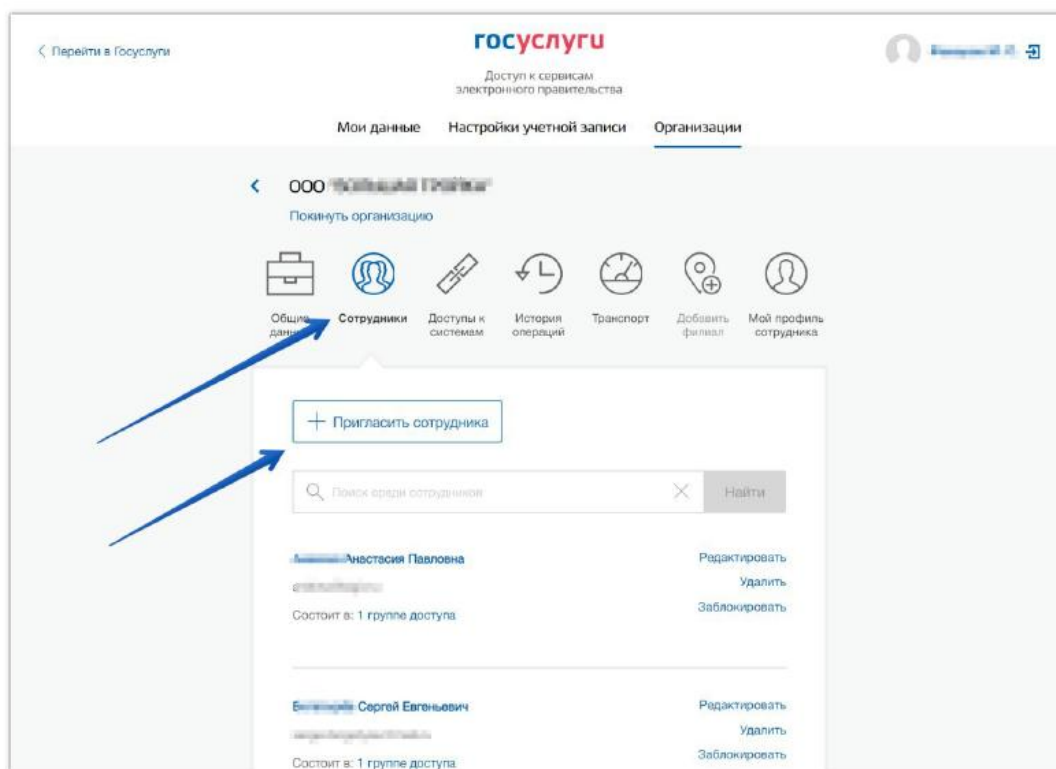 Перейти в Госуслуги
госуслуги
Доступ к сервисам
электронного правительства
Мои данные Настройки учетной записи Организации
ООО
Покинуть организацию
Общие
данные
Сотрудники
Доступы к
системам
История
операций
Транспорт
Добавить
филиал
Мой профиль
сотрудника
Пригласить сотрудника
Поиск среди сотрудников
Найти
Анастасия Павловна
Редактировать
Удалить
Состоит в: 1 группе доступа
Заблокировать
Сергей Евгеньевич
Редактировать
Удалить
Состоит в: 1 группе доступа
Заблокировать